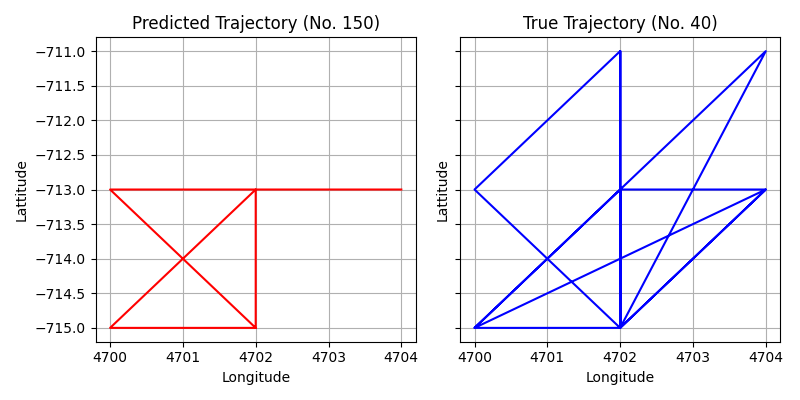 Predicted Trajectory (No. 150)
True Trajectory (No. 40)
Lattitude
−711.0
−711.5
−712.0
−712.5
−713.0
−713.5
−714.0
−714.5
−715.0
4700 4701 4702 4703 4704
Longitude
Lattitude
4700 4701 4702 4703 4704
Longitude